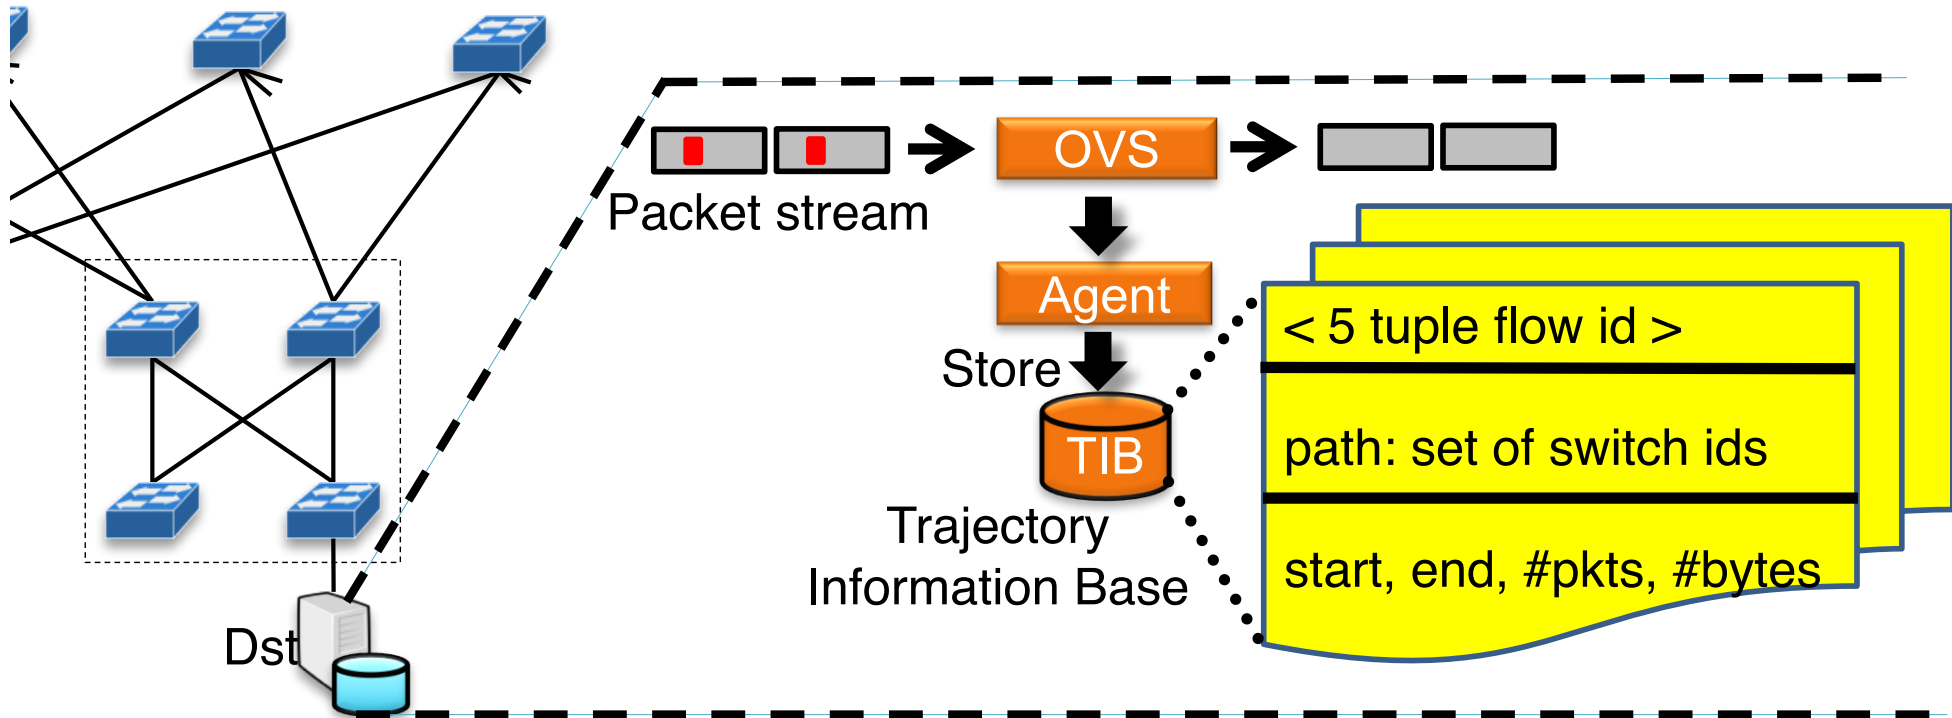 OVS
Packet stream
Agent
< 5 tuple flow id >
Store
path: set of switch ids
TIB
Trajectory
Information Base
start, end, #pkts, #bytes
Dst